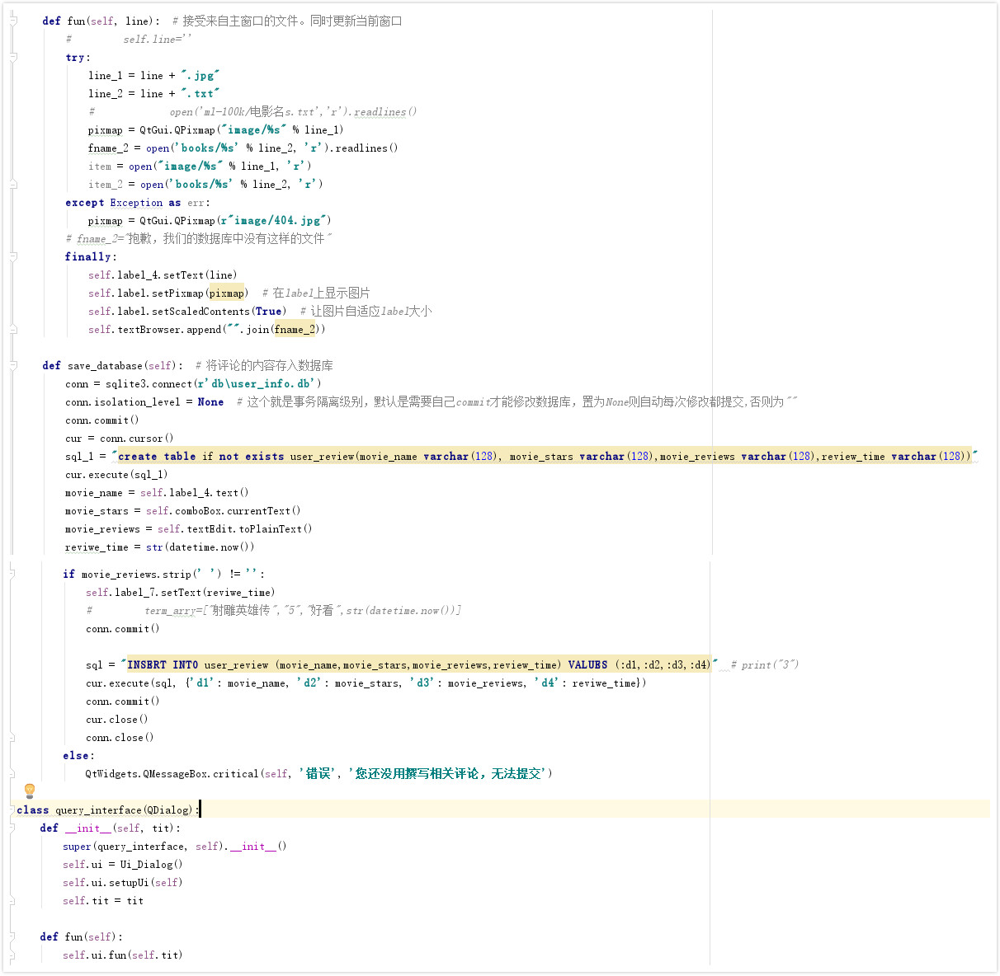 def fun(self, line):  # 接受来自主窗口的文件。同时更新当前窗口
#         self.line=''
try:
line_1 = line + ".jpg"
line_2 = line + ".txt"
#             open('ml-100k/电影名s.txt','r').readlines()
pixmap = QtGui.QPixmap("image/%s" % line_1)
fname_2 = open('books/%s' % line_2, 'r').readlines()
item = open("image/%s" % line_1, 'r')
item_2 = open('books/%s' % line_2, 'r')
except Exception as err:
pixmap = QtGui.QPixmap(r"image/404.jpg")
# fname_2="抱歉，我们的数据库中没有这样的文件"
finally:
self.label_4.setText(line)
self.label.setPixmap(pixmap)  # 在label上显示图片
self.label.setScaledContents(True)  # 让图片自适应label大小
self.textBrowser.append("".join(fname_2))
def save_database(self):  # 将评论的内容存入数据库
conn = sqlite3.connect(r'db\user_info.db')
conn.isolation_level = None  # 这个就是事务隔离级别，默认是需要自己commit才能修改数据库，置为None则自动每次修改都提交,否则为""
conn.commit()
cur = conn.cursor()
sql_1 = "create table if not exists user_review(movie_name varchar(128), movie_stars varchar(128),movie_reviews varchar(128),review_time varchar(128))"
cur.execute(sql_1)
movie_name = self.label_4.text()
movie_stars = self.comboBox.currentText()
movie_reviews = self.textEdit.toPlainText()
reviwe_time = str(datetime.now())
if movie_reviews.strip(' ') != '':
self.label_7.setText(reviwe_time)
#         term_arry=["射雕英雄传","5","好看",str(datetime.now())]
conn.commit()
sql = "INSERT INTO user_review (movie_name,movie_stars,movie_reviews,review_time) VALUES (:d1,:d2,:d3,:d4)"  # print("3")
cur.execute(sql, {'d1': movie_name, 'd2': movie_stars, 'd3': movie_reviews, 'd4': reviwe_time})
conn.commit()
cur.close()
conn.close()
else:
QtWidgets.QMessageBox.critical(self, '错误', '您还没用撰写相关评论，无法提交')
class query_interface(QDialog):
def __init__(self, tit):
super(query_interface, self).__init__()
self.ui = Ui_Dialog()
self.ui.setupUi(self)
self.tit = tit
def fun(self):
self.ui.fun(self.tit)